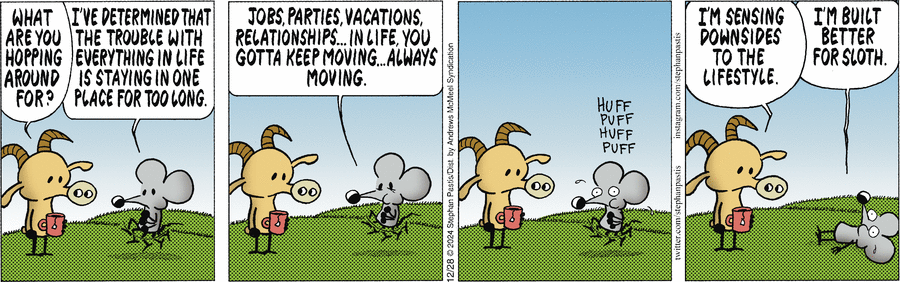 WHAT
ARE YOU
HOPPING
AROUND
FOR?
I'VE DETERMINED THAT
THE TROUBLE WITH
EVERYTHING IN LIFE
IS STAYING IN ONE
PLACE FOR TOO LONG.
JOBS, PARTIES, VACATIONS,
RELATIONSHIPS... IN LIFE, YOU
GOTTA KEEP MOVING...ALWAYS
MOVING.
12/28 © 2024 Stephan Pastis/Dist. by Andrews McMeel Syndication
HUFF
PUFF
HUFF
PUFF
twitter.com/stephanpastis instagram.com/stephanpastis
I'M SENSING
DOWNSIDES
TO THE
LIFESTYLE.
I'M BUILT
BETTER
FOR SLOTH.